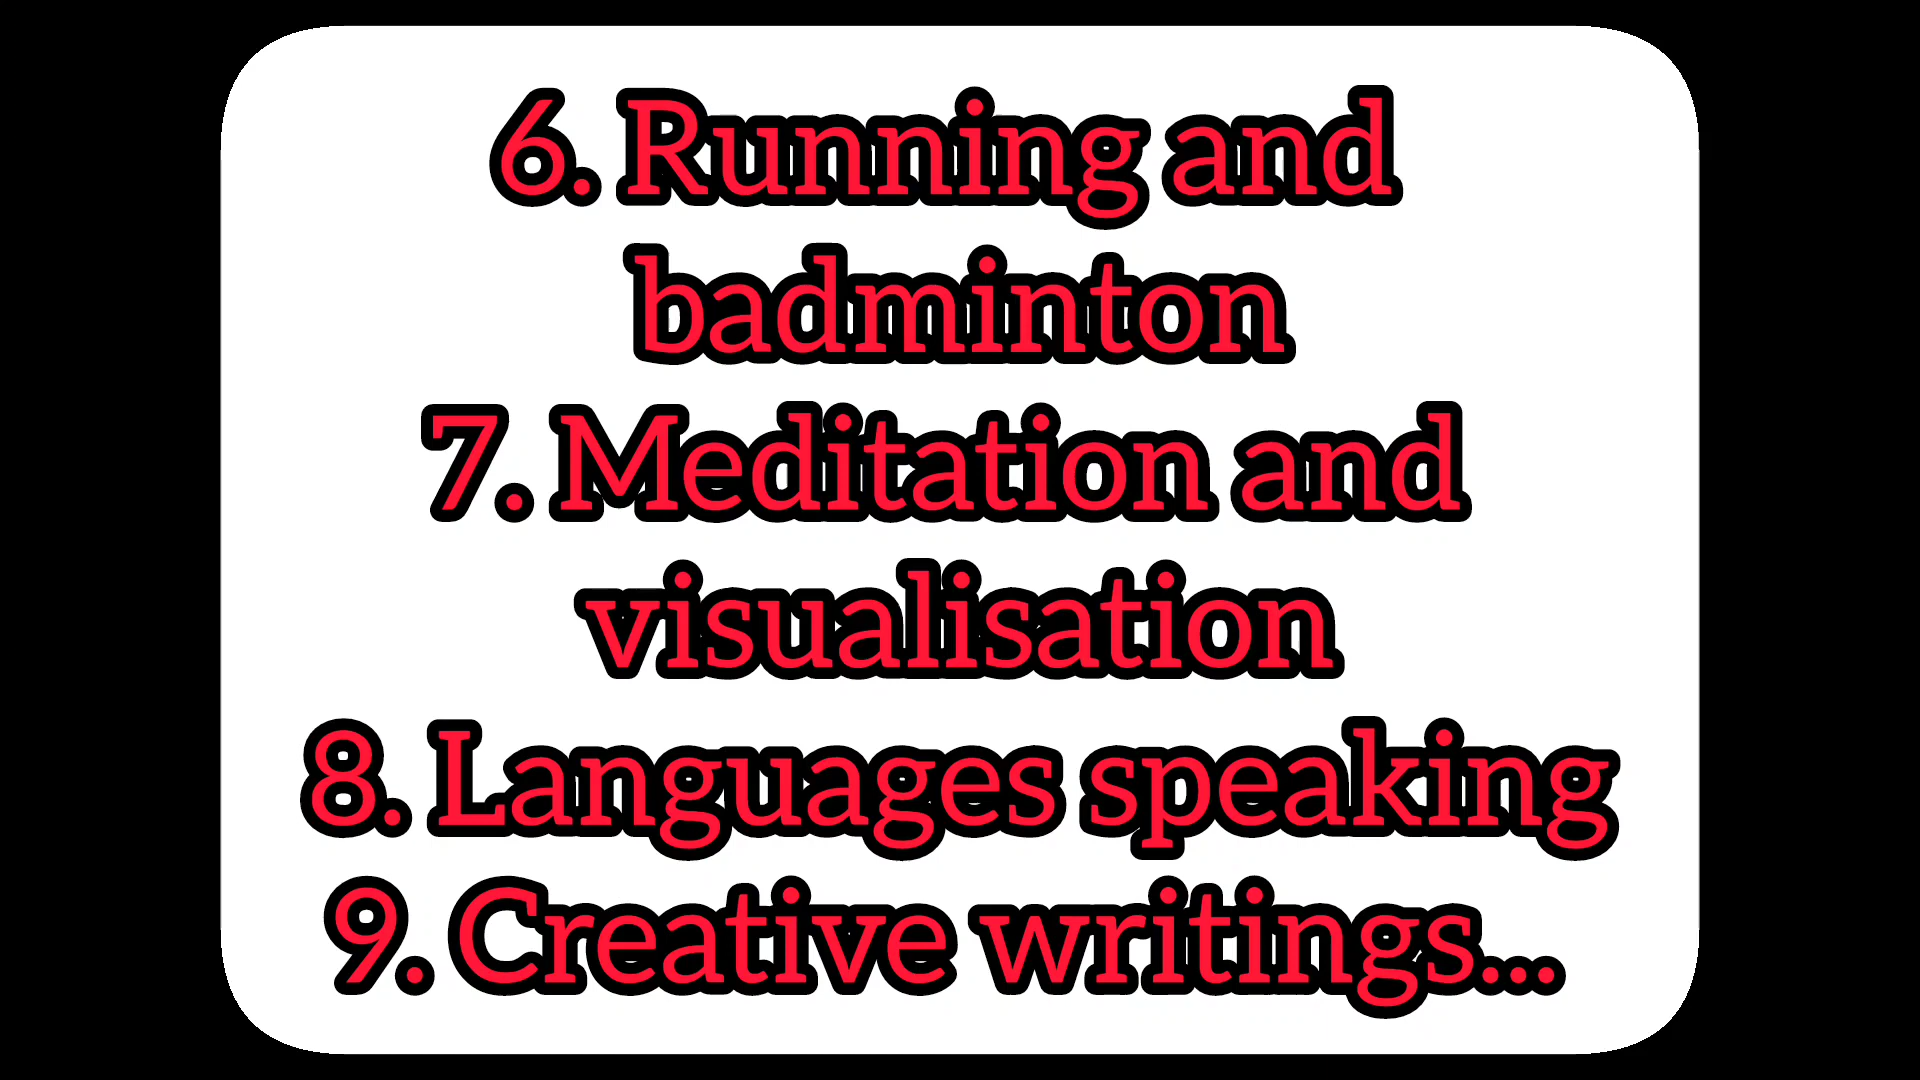 6. Running and
badminton
7. Meditation and
visualisation
8. Languages speaking
9. Creative writings...